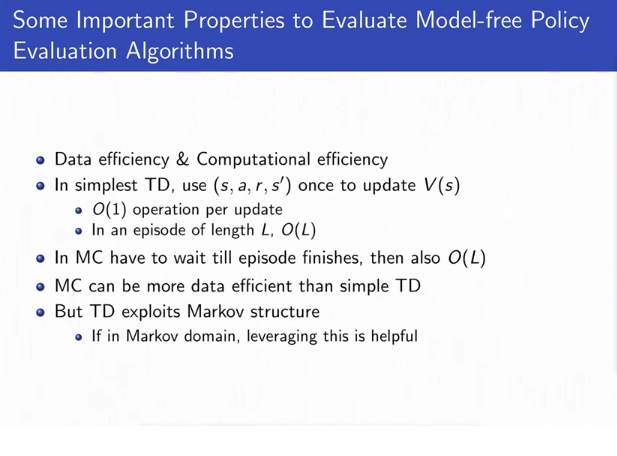 Some Important Properties to Evaluate Model-free Policy
Evaluation Algorithms
Data efficiency & Computational efficiency
In simplest TD, use (s, a, r, s′) once to update V(s)
O(1) operation per update
In an episode of length L, O(L)
In MC have to wait till episode finishes, then also O(L)
MC can be more data efficient than simple TD
But TD exploits Markov structure
If in Markov domain, leveraging this is helpful